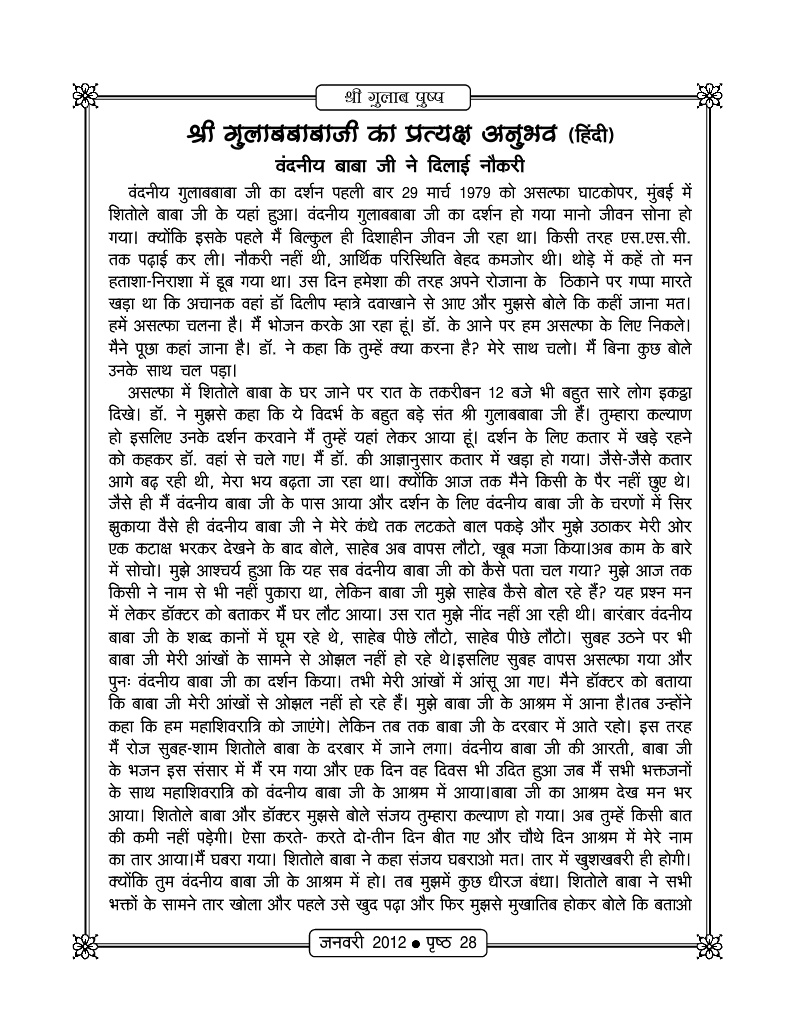 श्री गुलाब पुष्प
श्री गुलाबबाबाजी का प्रत्यक्ष अनुभव (हिंदी)
वंदनीय बाबा जी ने दिलाई नौकरी
वंदनीय गुलाबबाबा जी का दर्शन पहली बार 29 मार्च 1979 को असल्फा घाटकोपर, मुंबई में
शितोले बाबा जी के यहां हुआ। वंदनीय गुलाबबाबा जी का दर्शन हो गया मानो जीवन सोना हो
गया। क्योंकि इसके पहले मैं बिल्कुल ही दिशाहीन जीवन जी रहा था। किसी तरह एस.एस.सी.
तक पढ़ाई कर ली। नौकरी नहीं थी, आर्थिक परिस्थिति बेहद कमजोर थी। थोड़े में कहें तो मन
हताशा-निराशा में डूब गया था। उस दिन हमेशा की तरह अपने रोजाना के ठिकाने पर गप्पा मारते
खड़ा था कि अचानक वहां डॉ दिलीप म्हात्रे दवाखाने से आए और मुझसे बोले कि कहीं जाना मत।
हमें असल्फा चलना है। मैं भोजन करके आ रहा हूं। डॉ. के आने पर हम असल्फा के लिए निकले।
मैने पूछा कहां जाना है। डॉ. ने कहा कि तुम्हें क्या करना है? मेरे साथ चलो। मैं बिना कुछ बोले
उनके साथ चल पड़ा।
असल्फा में शितोले बाबा के घर जाने पर रात के तकरीबन 12 बजे भी बहुत सारे लोग इकट्ठा
दिखे। डॉ. ने मुझसे कहा कि ये विदर्भ के बहुत बड़े संत श्री गुलाबबाबा जी हैं। तुम्हारा कल्याण
हो इसलिए उनके दर्शन करवाने मैं तुम्हें यहां लेकर आया हूं। दर्शन के लिए कतार में खड़े रहने
को कहकर डॉ. वहां से चले गए। मैं डॉ. की आज्ञानुसार कतार में खड़ा हो गया। जैसे-जैसे कतार
आगे बढ़ रही थी, मेरा भय बढ़ता जा रहा था। क्योंकि आज तक मैने किसी के पैर नहीं छुए थे।
जैसे ही मैं वंदनीय बाबा जी के पास आया और दर्शन के लिए वंदनीय बाबा जी के चरणों में सिर
झुकाया वैसे ही वंदनीय बाबा जी ने मेरे कंधे तक लटकते बाल पकड़े और मुझे उठाकर मेरी ओर
एक कटाक्ष भरकर देखने के बाद बोले, साहेब अब वापस लौटो, खूब मजा किया।अब काम के बारे
में सोचो। मुझे आश्चर्य हुआ कि यह सब वंदनीय बाबा जी को कैसे पता चल गया? मुझे आज तक
किसी ने नाम से भी नहीं पुकारा था, लेकिन बाबा जी मुझे साहेब कैसे बोल रहे हैं? यह प्रश्न मन
में लेकर डॉक्टर को बताकर मैं घर लौट आया। उस रात मुझे नींद नहीं आ रही थी। बारंबार वंदनीय
बाबा जी के शब्द कानों में घूम रहे थे, साहेब पीछे लौटो, साहेब पीछे लौटो। सुबह उठने पर भी
बाबा जी मेरी आंखों के सामने से ओझल नहीं हो रहे थे।इसलिए सुबह वापस असल्फा गया और
पुनः वंदनीय बाबा जी का दर्शन किया। तभी मेरी आंखों में आंसू आ गए। मैने डॉक्टर को बताया
कि बाबा जी मेरी आंखों से ओझल नहीं हो रहे हैं। मुझे बाबा जी के आश्रम में आना है।तब उन्होंने
कहा कि हम महाशिवरात्रि को जाएंगे। लेकिन तब तक बाबा जी के दरबार में आते रहो। इस तरह
मैं रोज सुबह-शाम शितोले बाबा के दरबार में जाने लगा। वंदनीय बाबा जी की आरती, बाबा जी
के भजन इस संसार में मैं रम गया और एक दिन वह दिवस भी उदित हुआ जब मैं सभी भक्तजनों
के साथ महाशिवरात्रि को वंदनीय बाबा जी के आश्रम में आया।बाबा जी का आश्रम देख मन भर
आया। शितोले बाबा और डॉक्टर मुझसे बोले संजय तुम्हारा कल्याण हो गया। अब तुम्हें किसी बात
की कमी नहीं पड़ेगी। ऐसा करते- करते दो-तीन दिन बीत गए और चौथे दिन आश्रम में मेरे नाम
का तार आया।मैं घबरा गया। शितोले बाबा ने कहा संजय घबराओ मत। तार में खुशखबरी ही होगी।
क्योंकि तुम वंदनीय बाबा जी के आश्रम में हो। तब मुझमें कुछ धीरज बंधा। शितोले बाबा ने सभी
भक्तों के सामने तार खोला और पहले उसे खुद पढ़ा और फिर मुझसे मुखातिब होकर बोले कि बताओ
जनवरी 2012 ● पृष्ठ 28